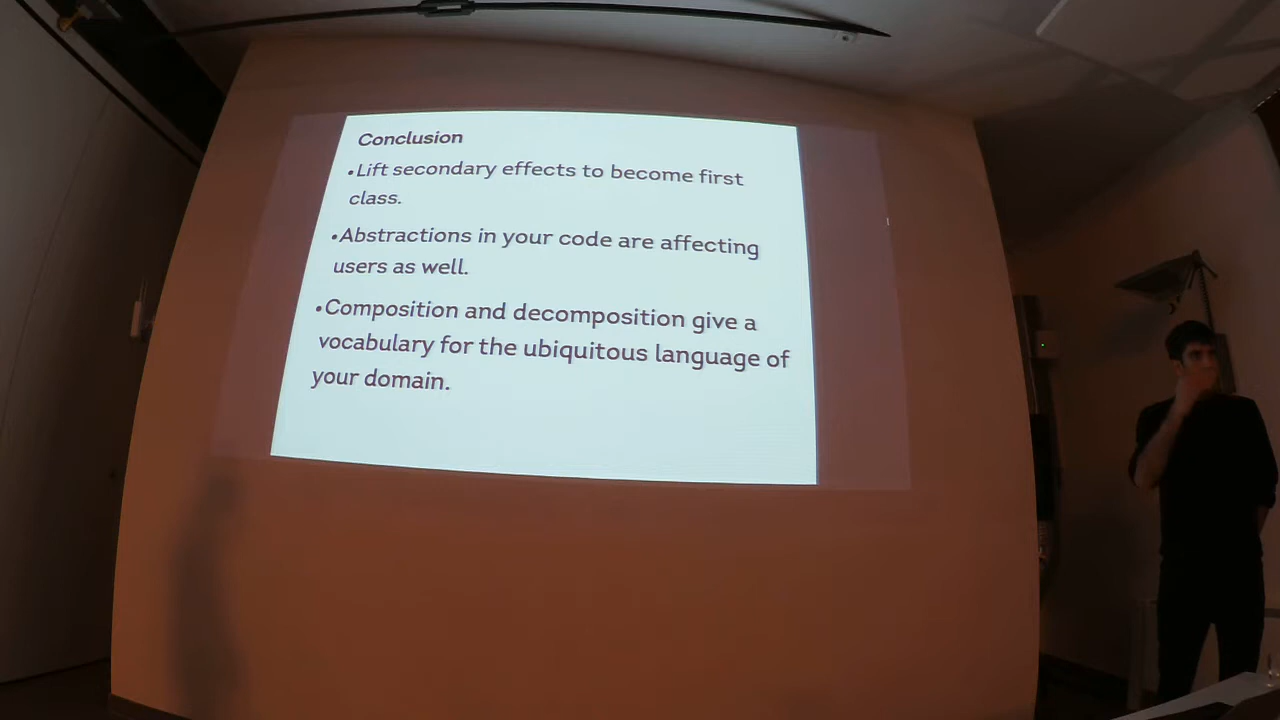 Conclusion
•Lift secondary effects to become first
class.
•Abstractions in your code are affecting
users as well.
•Composition and decomposition give a
vocabulary for the ubiquitous language of
your domain.